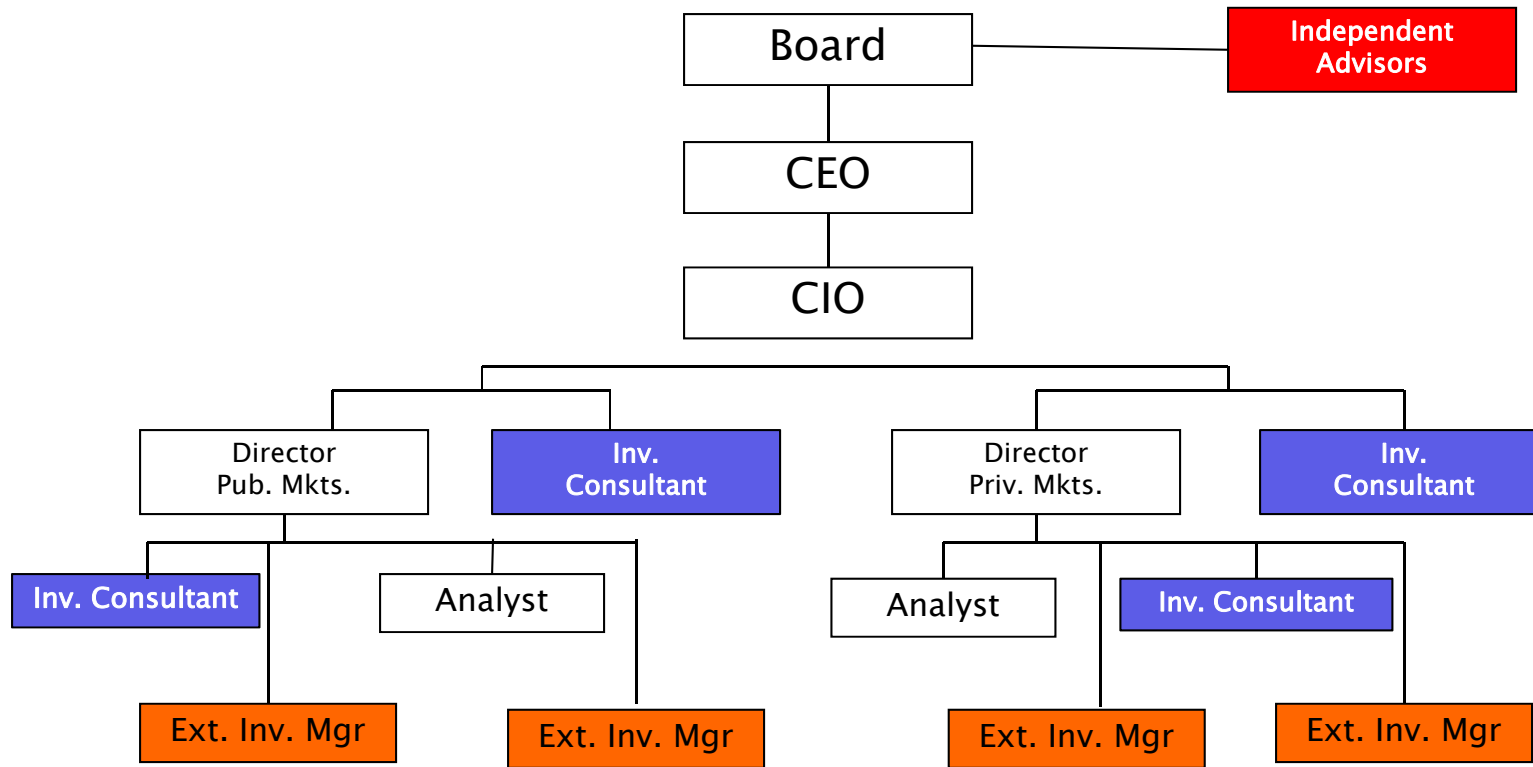 Board
Independent
Advisors
CEO
CIO
Director
Pub. Mkts.
Inv.
Consultant
Director
Priv. Mkts.
Inv.
Consultant
Inv. Consultant
Analyst
Analyst
Inv. Consultant
Ext. Inv. Mgr
Ext. Inv. Mgr
Ext. Inv. Mgr
Ext. Inv. Mgr